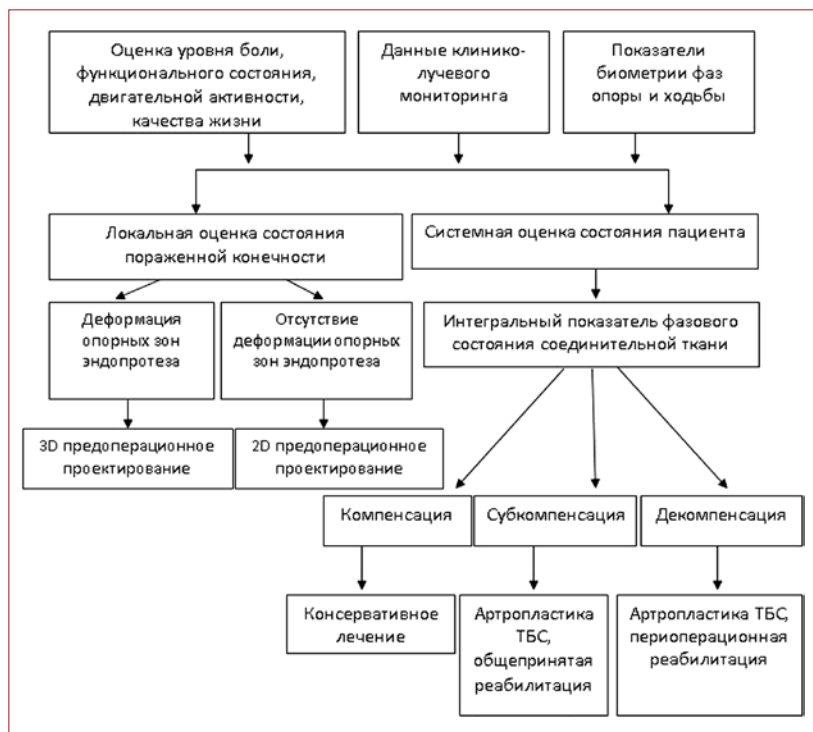 Оценка уровня боли,
функционального состояния,
двигательной активности,
качества жизни
Данные клинико-
лучевого
мониторинга
Показатели
биометрии фаз
опоры и ходьбы
Локальная оценка состояния
пораженной конечности
Системная оценка состояния пациента
Деформация
опорных зон
эндопротеза
Отсутствие
деформации опорных
зон эндопротеза
Интегральный показатель фазового
состояния соединительной ткани
3D предоперационное
проектирование
2D предоперационное
проектирование
Компенсация
Субкомпенсация
Декомпенсация
Консервативное
лечение
Артропластика
ТБС,
общепринятая
реабилитация
Артропластика ТБС,
периоперационная
реабилитация